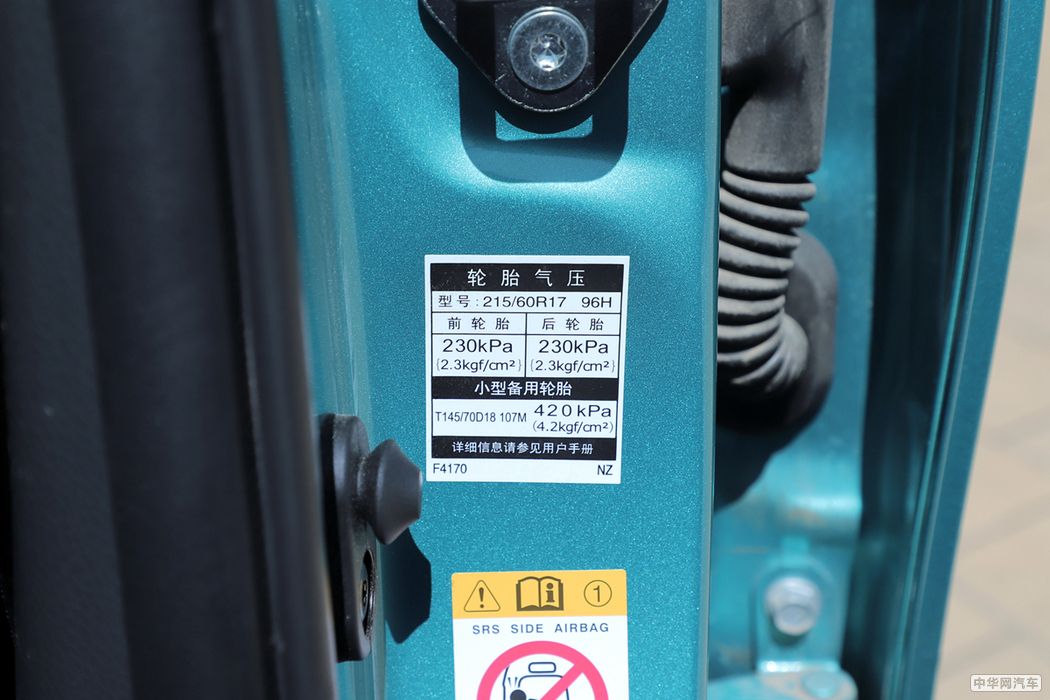 轮胎气压
型号:215/60R17 96H
前轮胎 后轮胎
230kPa 230kPa
(2.3kgf/cm²) (2.3kgf/cm²)
小型备用轮胎
T145/70D18 107M 420kPa
(4.2kgf/cm²)
详细信息请参见用户手册
F4170 NZ
1
SRS SIDE AIRBAG
中华网汽车